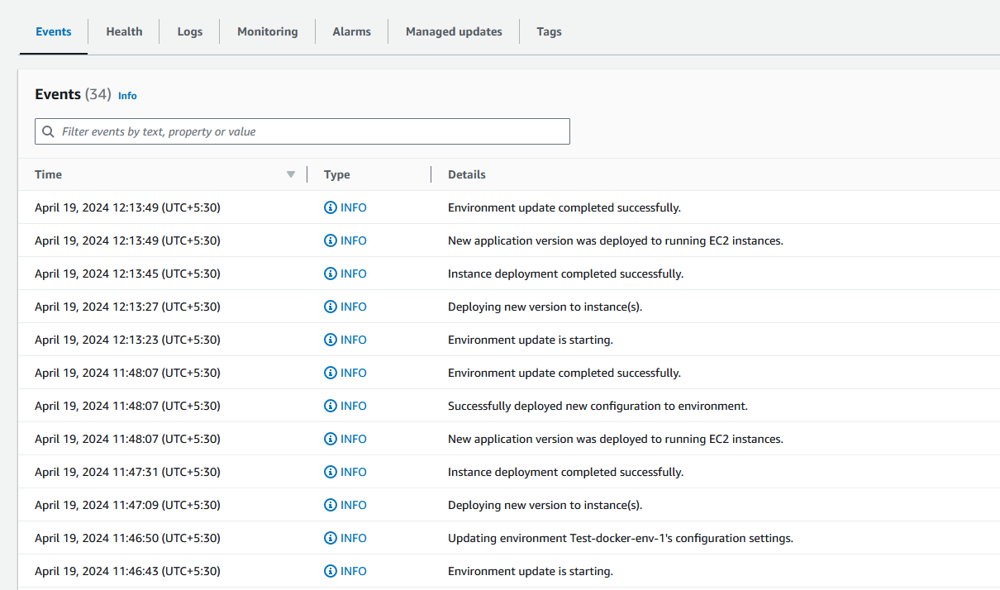 Events Health Logs Monitoring Alarms Managed updates Tags
Events (34) Info
Filter events by text, property or value
Time Type Details
April 19, 2024 12:13:49 (UTC+5:30) INFO Environment update completed successfully.
April 19, 2024 12:13:49 (UTC+5:30) INFO New application version was deployed to running EC2 instances.
April 19, 2024 12:13:45 (UTC+5:30) INFO Instance deployment completed successfully.
April 19, 2024 12:13:27 (UTC+5:30) INFO Deploying new version to instance(s).
April 19, 2024 12:13:23 (UTC+5:30) INFO Environment update is starting.
April 19, 2024 11:48:07 (UTC+5:30) INFO Environment update completed successfully.
April 19, 2024 11:48:07 (UTC+5:30) INFO Successfully deployed new configuration to environment.
April 19, 2024 11:48:07 (UTC+5:30) INFO New application version was deployed to running EC2 instances.
April 19, 2024 11:47:31 (UTC+5:30) INFO Instance deployment completed successfully.
April 19, 2024 11:47:09 (UTC+5:30) INFO Deploying new version to instance(s).
April 19, 2024 11:46:50 (UTC+5:30) INFO Updating environment Test-docker-env-1's configuration settings.
April 19, 2024 11:46:43 (UTC+5:30) INFO Environment update is starting.